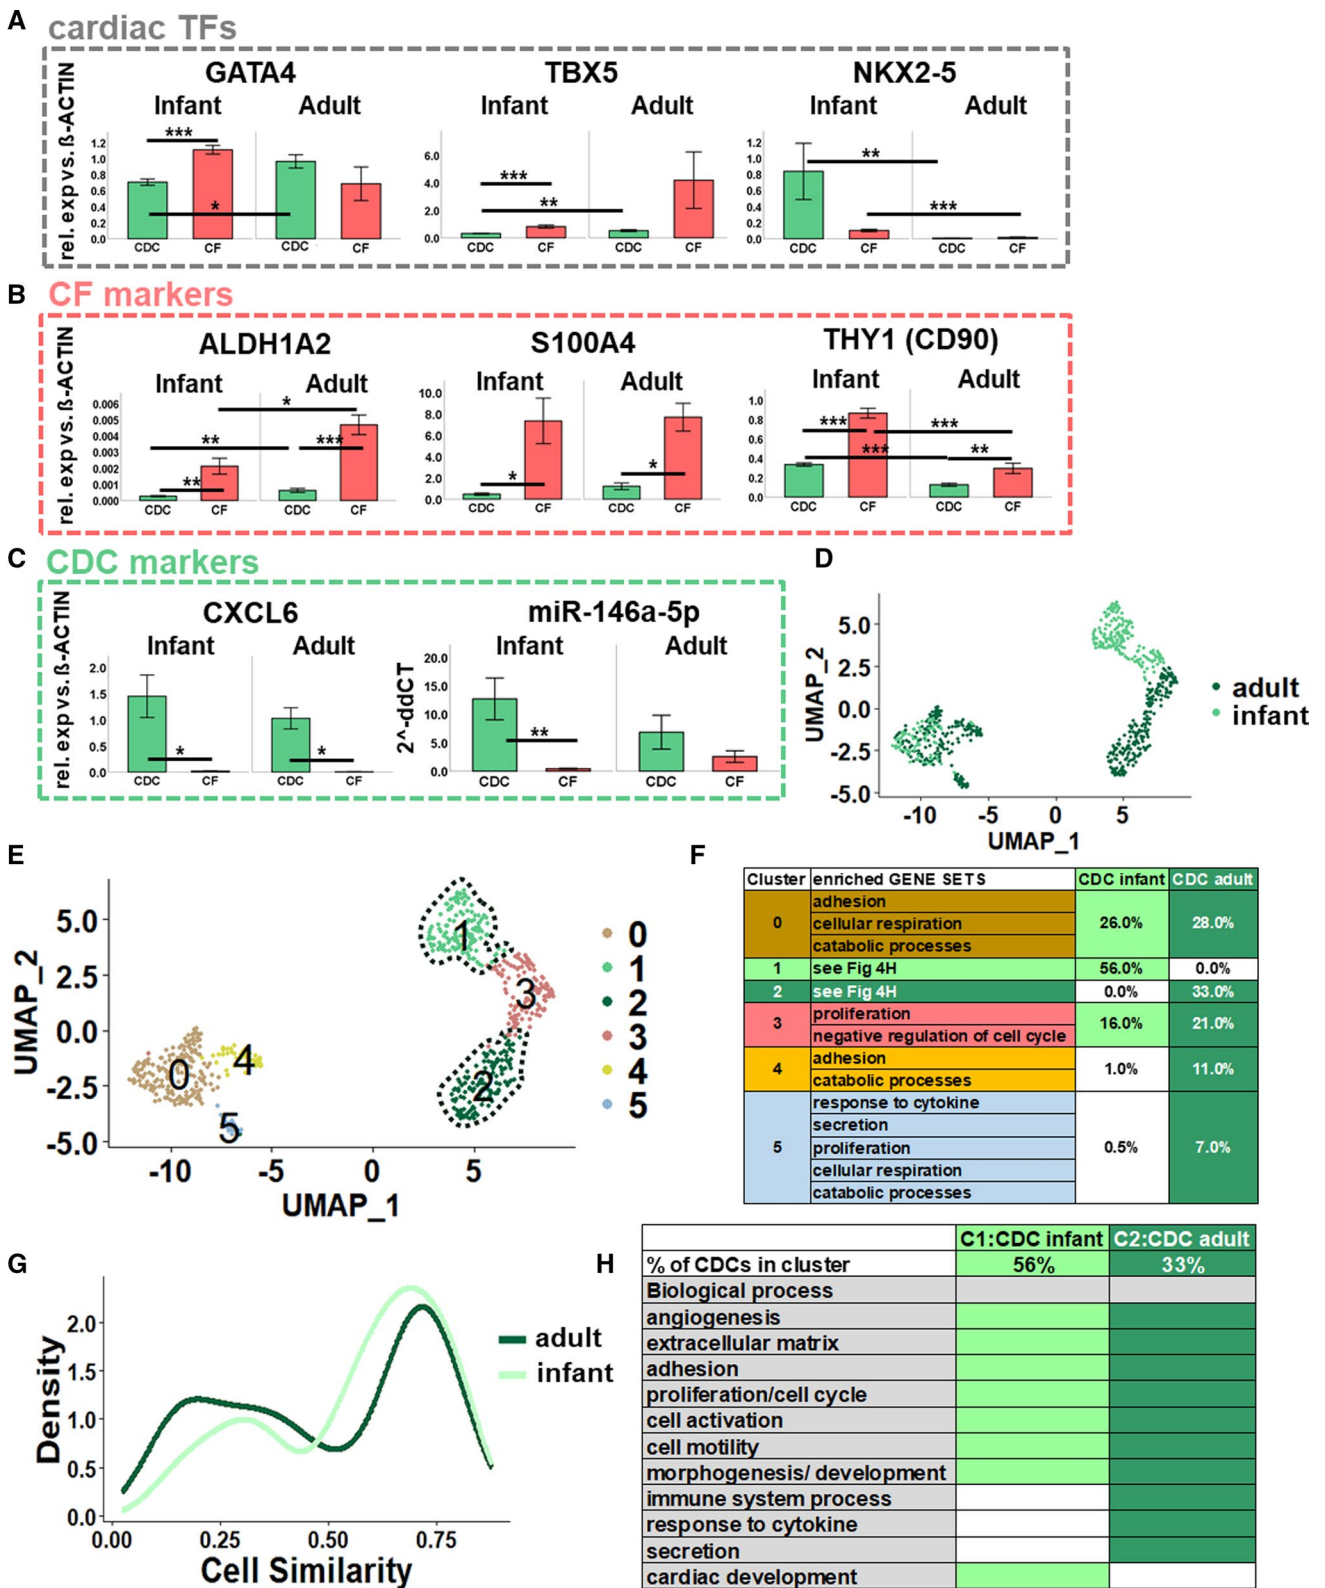 A
cardiac TFs
GATA4
TBX5
NKX2-5
Infant Adult
Infant Adult
Infant Adult
rel. exp vs. ß-ACTIN
1.2
1.0
0.8
0.6
0.4
0.2
0.0
***
*
CDC CF CDC CF
6.0
4.0
2.0
0.0
***
**
CDC CF CDC CF
1.2
1.0
0.8
0.6
0.4
0.2
0.0
**
***
CDC CF CDC CF
B
CF markers
ALDH1A2
S100A4
THY1 (CD90)
Infant Adult
Infant Adult
Infant Adult
rel. exp vs. ß-ACTIN
0.006
0.005
0.004
0.003
0.002
0.001
0.000
*
**
***
**
CDC CF CDC CF
10.0
8.0
6.0
4.0
2.0
0.0
*
*
CDC CF CDC CF
1.0
0.8
0.6
0.4
0.2
0.0
***
***
***
**
CDC CF CDC CF
C
CDC markers
CXCL6
miR-146a-5p
Infant Adult
Infant Adult
rel. exp vs. ß-ACTIN
2.0
1.5
1.0
0.5
0.0
*
*
CDC CF CDC CF
2^-ddCT
20.0
15.0
10.0
5.0
0.0
**
CDC CF CDC CF
D
UMAP_2
5.0
2.5
0.0
-2.5
-5.0
-10 -5 0 5
UMAP_1
adult
infant
E
UMAP_2
5.0
2.5
0.0
-2.5
-5.0
1
3
2
0
4
5
-10 -5 0 5
UMAP_1
0
1
2
3
4
5
F
Cluster enriched GENE SETS CDC infant CDC adult
0
adhesion
cellular respiration
catabolic processes
26.0% 28.0%
1 see Fig 4H 56.0% 0.0%
2 see Fig 4H 0.0% 33.0%
3
proliferation
negative regulation of cell cycle
16.0% 21.0%
4
adhesion
catabolic processes
1.0% 11.0%
5
response to cytokine
secretion
proliferation
cellular respiration
catabolic processes
0.5% 7.0%
G
Density
2.0
1.5
1.0
0.5
0.0
0.00 0.25 0.50 0.75
Cell Similarity
adult
infant
H
C1:CDC infant C2:CDC adult
% of CDCs in cluster 56% 33%
Biological process
angiogenesis
extracellular matrix
adhesion
proliferation/cell cycle
cell activation
cell motility
morphogenesis/ development
immune system process
response to cytokine
secretion
cardiac development